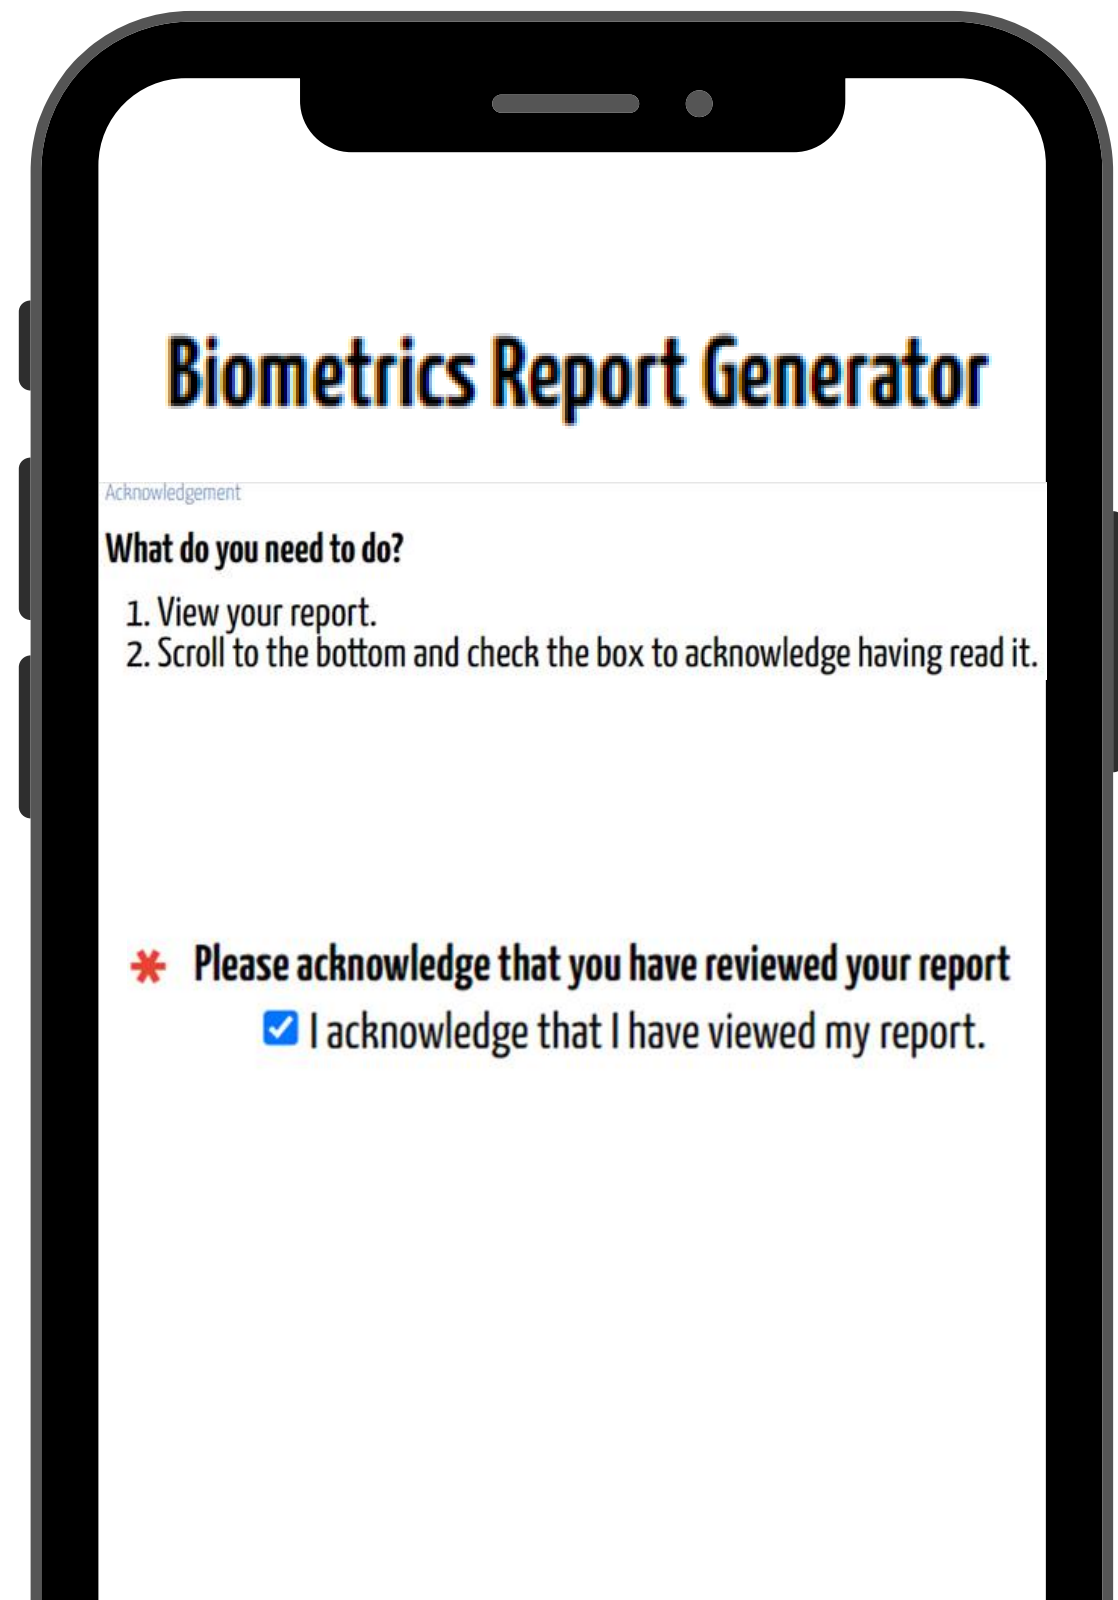 Biometrics Report Generator
Acknowledgement
What do you need to do?
1. View your report.
2. Scroll to the bottom and check the box to acknowledge having read it.
* Please acknowledge that you have reviewed your report
I acknowledge that I have viewed my report.